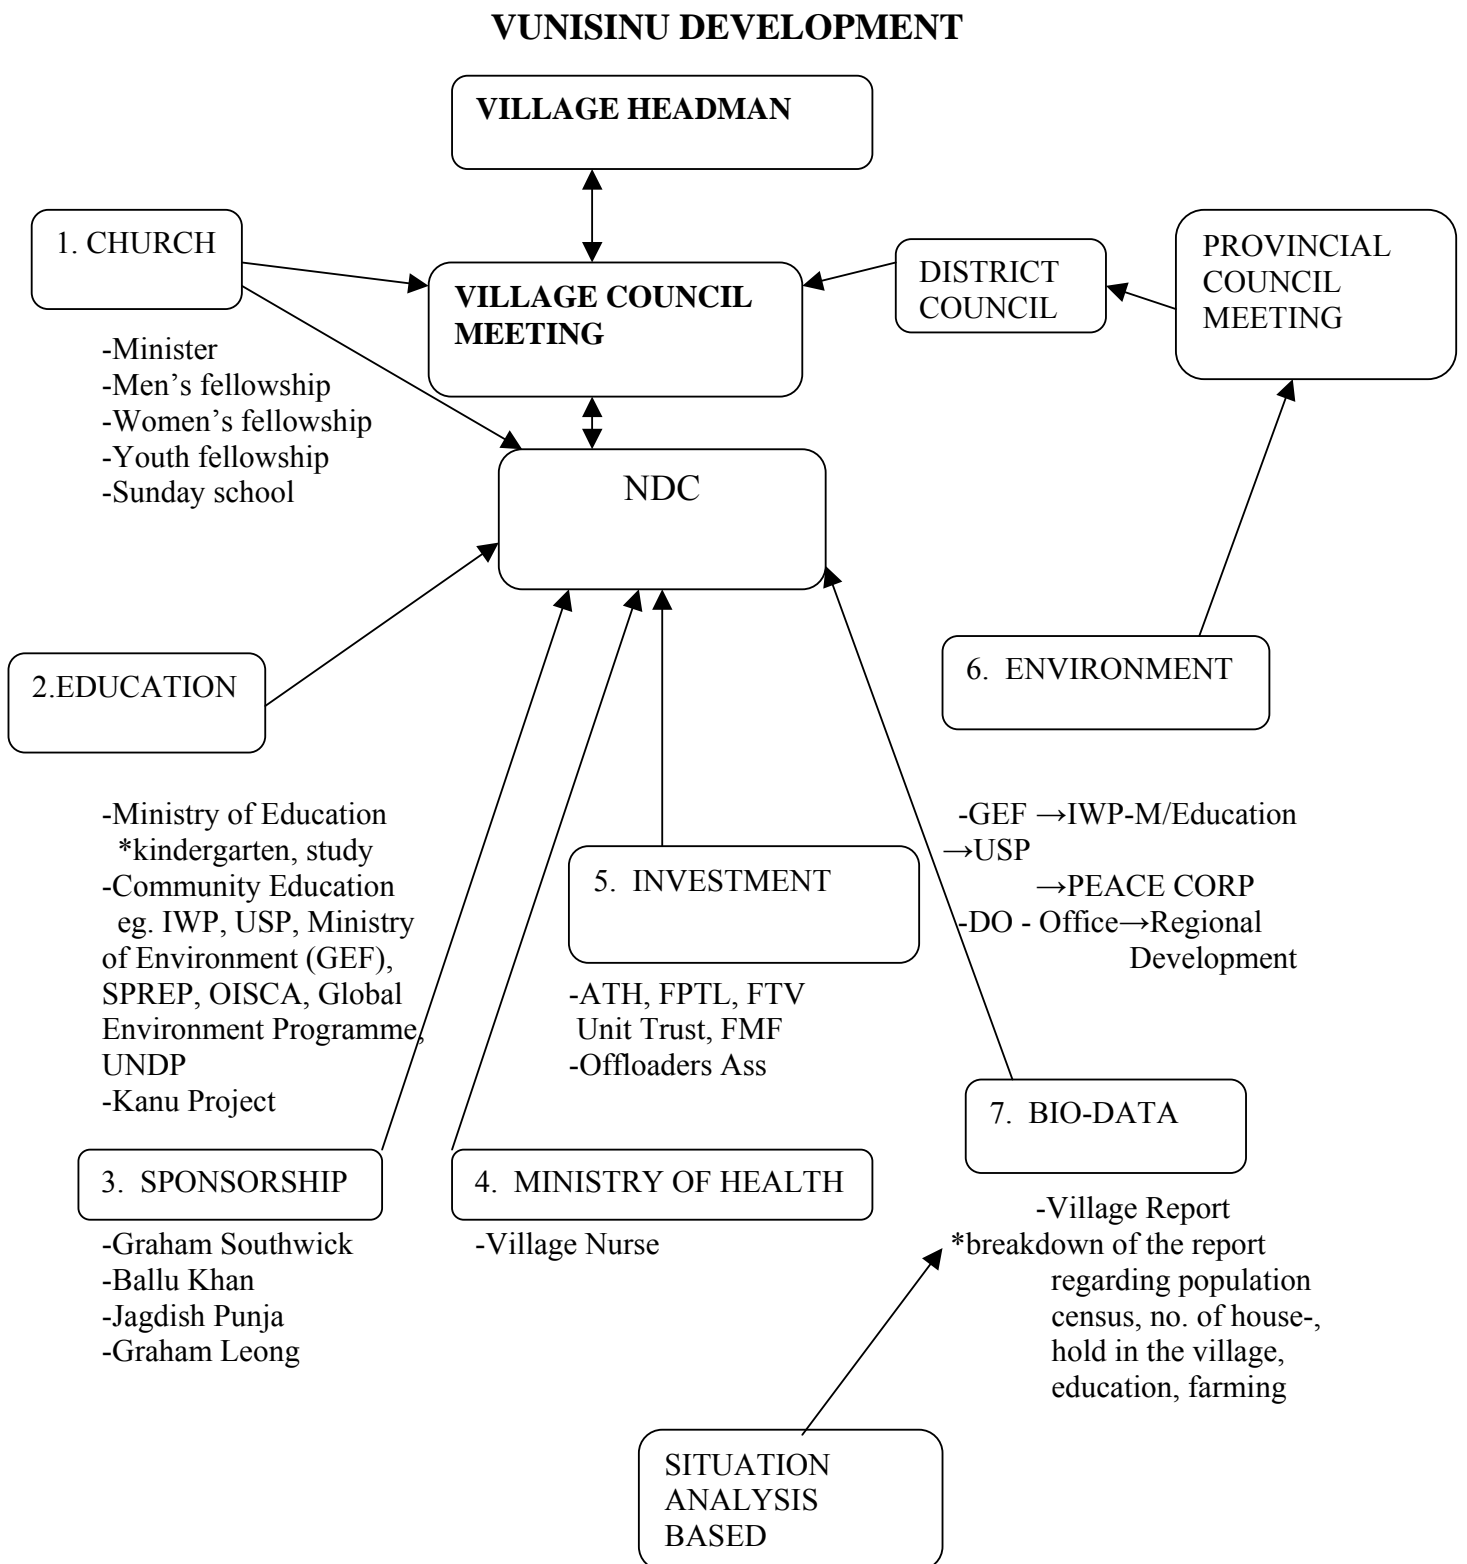 VUNISINU DEVELOPMENT
VILLAGE HEADMAN
1. CHURCH
VILLAGE COUNCIL
MEETING
DISTRICT
COUNCIL
PROVINCIAL
COUNCIL
MEETING
-Minister
-Men’s fellowship
-Women’s fellowship
-Youth fellowship
-Sunday school
NDC
2.EDUCATION
6. ENVIRONMENT
-Ministry of Education
*kindergarten, study
-Community Education
eg. IWP, USP, Ministry
of Environment (GEF),
SPREP, OISCA, Global
Environment Programme,
UNDP
-Kanu Project
5. INVESTMENT
-ATH, FPTL, FTV
Unit Trust, FMF
-Offloaders Ass
-GEF →IWP-M/Education
→USP
→PEACE CORP
-DO - Office→Regional
Development
7. BIO-DATA
3. SPONSORSHIP
-Graham Southwick
-Ballu Khan
-Jagdish Punja
-Graham Leong
4. MINISTRY OF HEALTH
-Village Nurse
-Village Report
*breakdown of the report
regarding population
census, no. of house-,
hold in the village,
education, farming
SITUATION
ANALYSIS
BASED